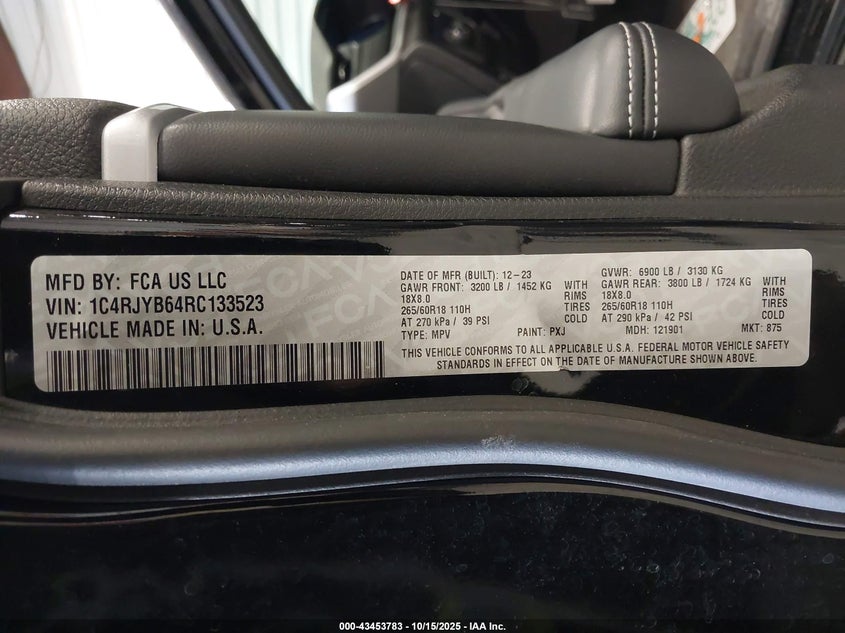 MFD BY: FCA US LLC
VIN: 1C4RJYB64RC133523
VEHICLE MADE IN: U.S.A.
DATE OF MFR (BUILT): 12-23
GAWR FRONT: 3200 LB / 1452 KG WITH
18X8.0 RIMS
265/60R18 110H TIRES
AT 270 kPa / 39 PSI COLD
GVWR: 6900 LB / 3130 KG
GAWR REAR: 3800 LB / 1724 KG WITH
18X8.0 RIMS
265/60R18 110H TIRES
AT 290 kPa / 42 PSI COLD
TYPE: MPV PAINT: PXJ MDH: 121901 MKT: 875
THIS VEHICLE CONFORMS TO ALL APPLICABLE U.S.A. FEDERAL MOTOR VEHICLE SAFETY
STANDARDS IN EFFECT ON THE DATE OF MANUFACTURE SHOWN ABOVE.
000-43453783 - 10/15/2025 - IAA Inc.